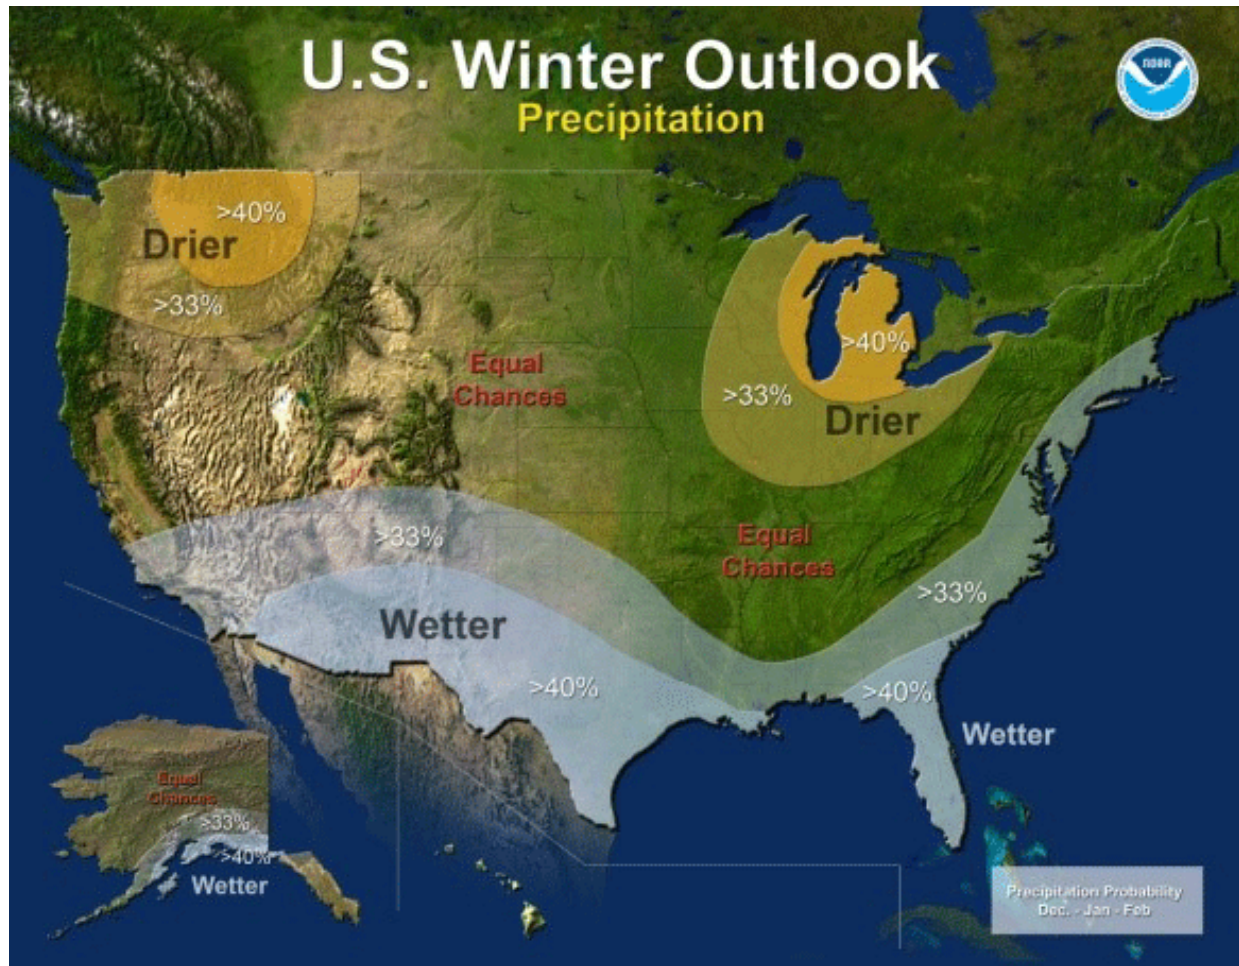 U.S. Winter Outlook
Precipitation
NOAA
>40%
Drier
>33%
>40%
>33%
Drier
Equal
Chances
Equal
Chances
>33%
Wetter
>40%
>33%
>40%
Wetter
Equal
Chances
>33%
>40%
Wetter
Precipitation Probability
Dec. - Jan - Feb